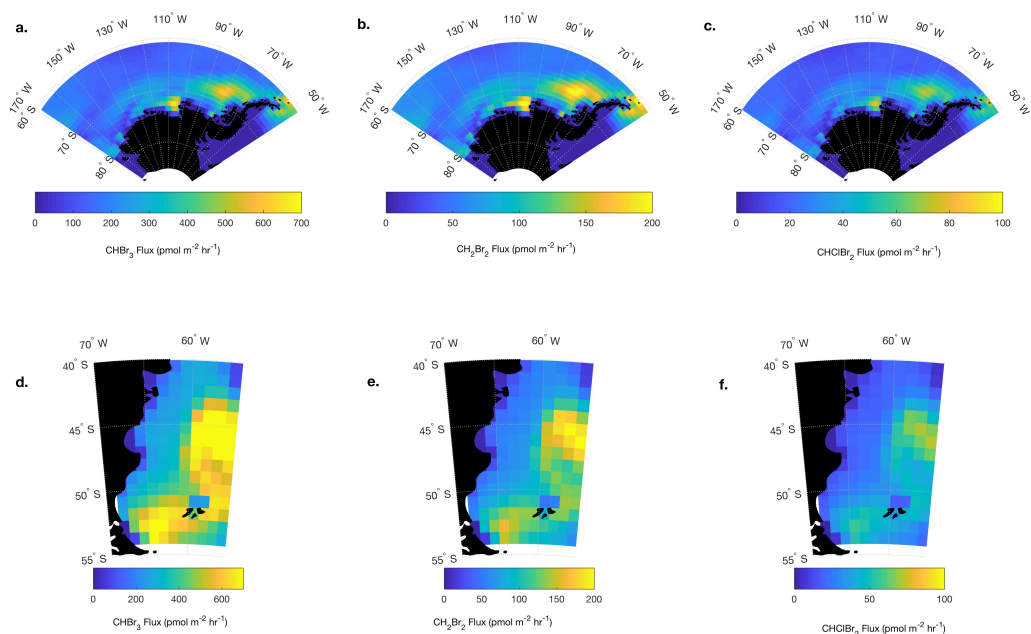 a.
170° W
150° W
130° W
110° W
90° W
70° W
50° W
60° S
70° S
80° S
0 100 200 300 400 500 600 700
CHBr3 Flux (pmol m-2 hr-1)
b.
170° W
150° W
130° W
110° W
90° W
70° W
50° W
60° S
70° S
80° S
0 50 100 150 200
CH2Br2 Flux (pmol m-2 hr-1)
c.
170° W
150° W
130° W
110° W
90° W
70° W
50° W
60° S
70° S
80° S
0 20 40 60 80 100
CHClBr2 Flux (pmol m-2 hr-1)
d.
70° W
60° W
40° S
45° S
50° S
55° S
0 200 400 600
CHBr3 Flux (pmol m-2 hr-1)
e.
70° W
60° W
40° S
45° S
50° S
55° S
0 50 100 150 200
CH2Br2 Flux (pmol m-2 hr-1)
f.
70° W
60° W
40° S
45° S
50° S
55° S
0 50 100
CHClBr2 Flux (pmol m-2 hr-1)